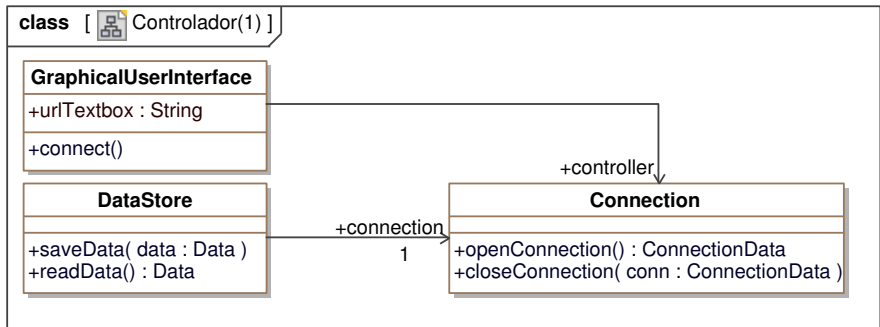 class [ Controlador(1) ]
GraphicalUserInterface
+urlTextbox : String
+connect()
+controller
DataStore
+saveData( data : Data )
+readData() : Data
+connection
1
Connection
+openConnection() : ConnectionData
+closeConnection( conn : ConnectionData )